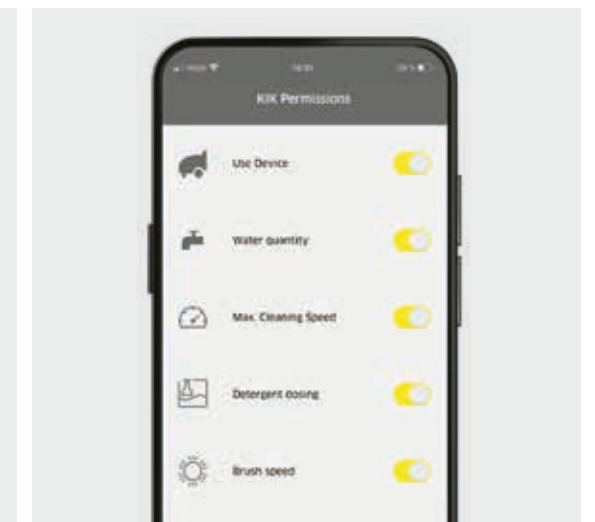 KIK Permissions
Use Device
Water quantity
Max. Cleaning Speed
Detergent dosing
Brush speed